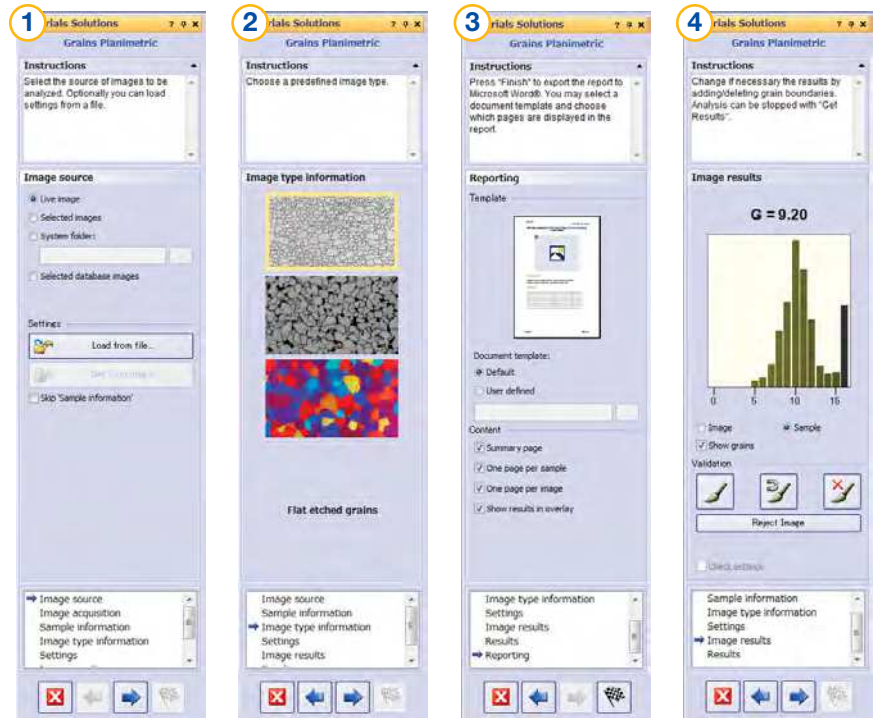 1
rials Solutions
Grains Planimetric
Instructions
Select the source of images to be
analyzed. Optionally you can load
settings from a file.
Image source
Live image
Selected images
System folder:
Selected database images
Settings
Load from file...
Skip 'Sample information'
Image source
Image acquisition
Sample information
Image type information
Settings
2
rials Solutions
Grains Planimetric
Instructions
Choose a predefined image type.
Image type information
Flat etched grains
Image source
Sample information
Image type information
Settings
Image results
3
rials Solutions
Grains Planimetric
Instructions
Press "Finish" to export the report to
Microsoft Word®. You may select a
document template and choose
which pages are displayed in the
report.
Reporting
Template
Document template:
Default
User defined
Content
Summary page
One page per sample
One page per image
Show results in overlay
Image type information
Settings
Image results
Results
Reporting
4
rials Solutions
Grains Planimetric
Instructions
Change if necessary the results by
adding/deleting grain boundaries.
Analysis can be stopped with "Get
Results".
Image results
G = 9.20
0 5 10 15
Image Sample
Show grains
Validation
Reject Image
Check settings
Sample information
Image type information
Settings
Image results
Results